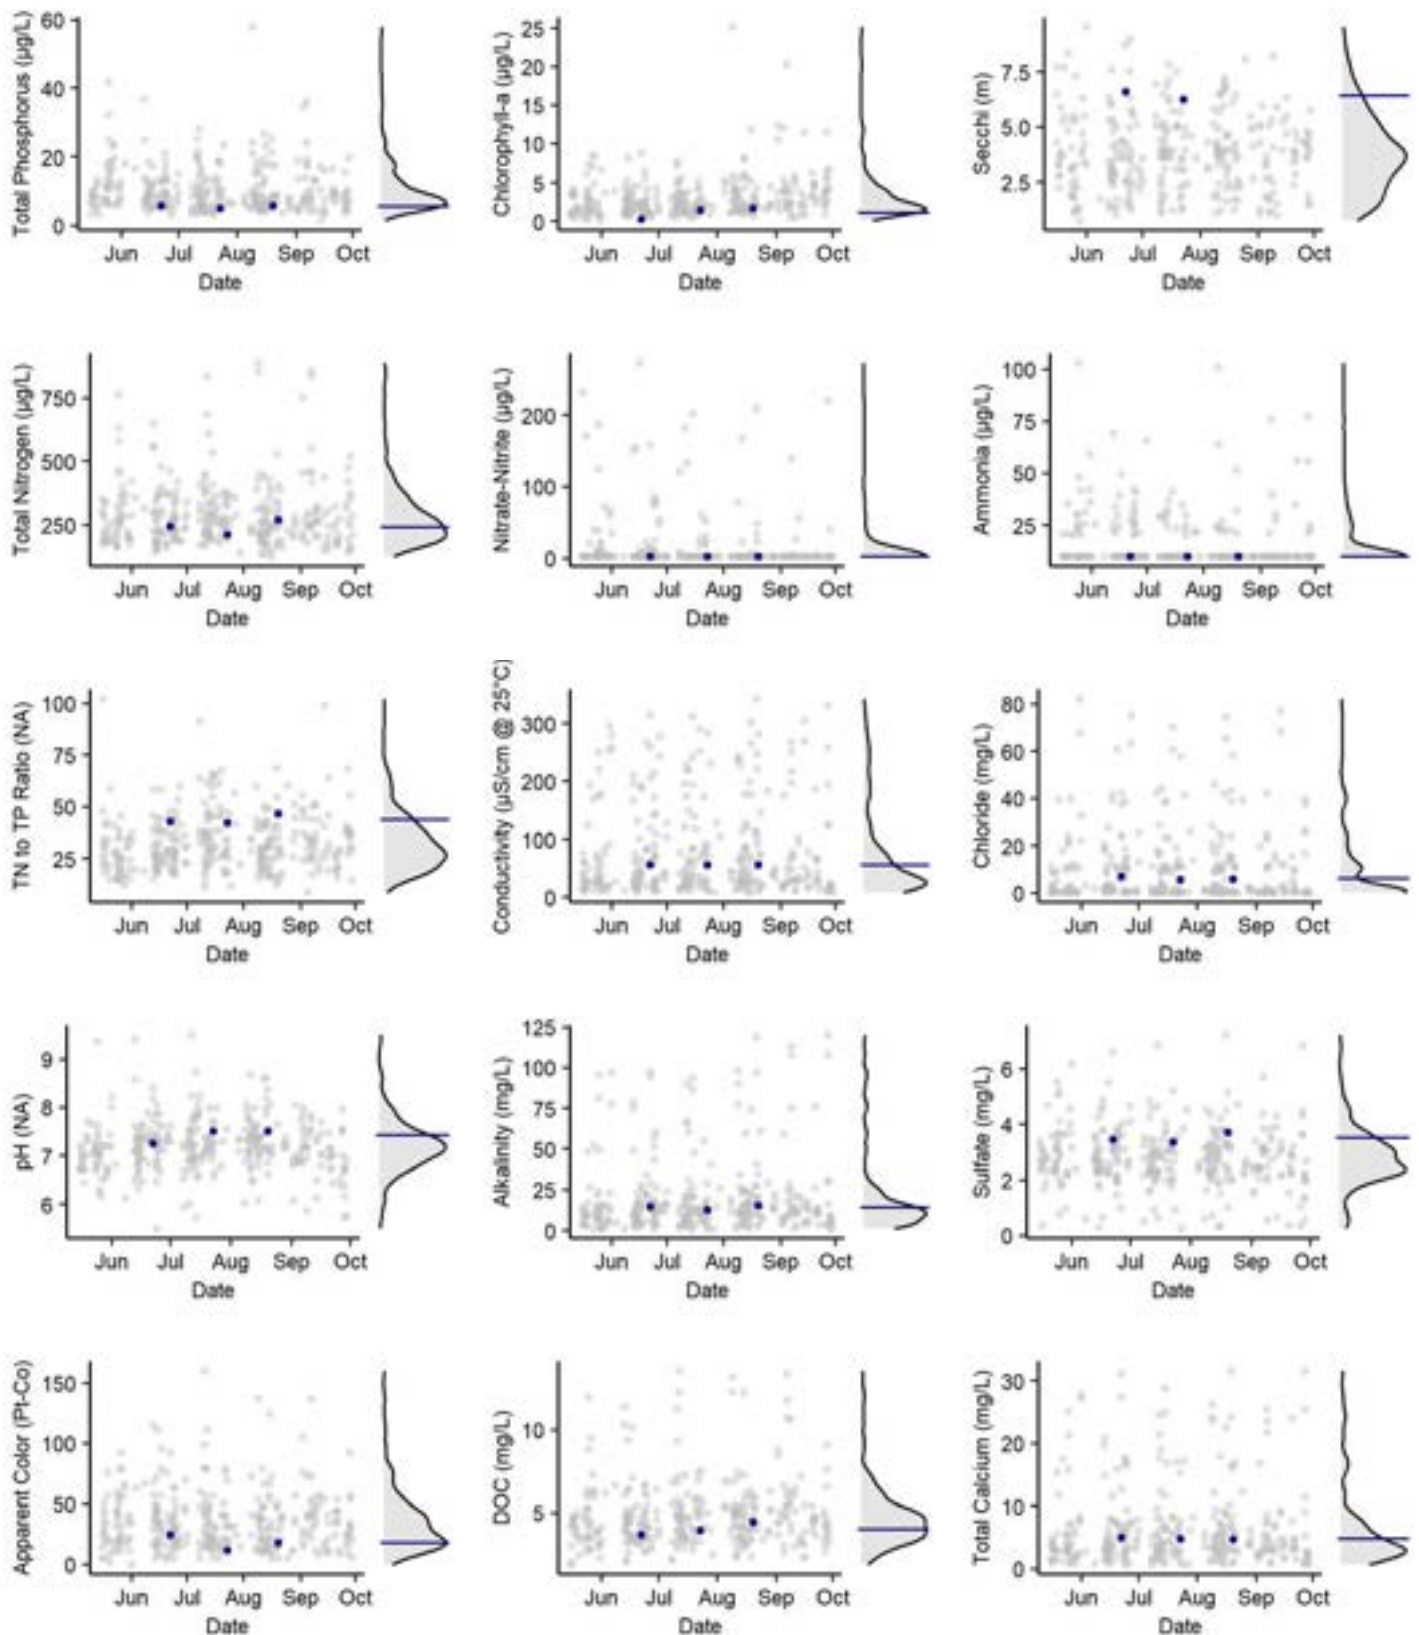 Total Phosphorus (µg/L)
60
40
20
0
Jun Jul Aug Sep Oct
Date
Chlorophyll-a (µg/L)
25
20
15
10
5
0
Jun Jul Aug Sep Oct
Date
Secchi (m)
7.5
5.0
2.5
Jun Jul Aug Sep Oct
Date
Total Nitrogen (µg/L)
750
500
250
Jun Jul Aug Sep Oct
Date
Nitrate-Nitrite (µg/L)
200
100
0
Jun Jul Aug Sep Oct
Date
Ammonia (µg/L)
100
75
50
25
Jun Jul Aug Sep Oct
Date
TN to TP Ratio (NA)
100
75
50
25
Jun Jul Aug Sep Oct
Date
Conductivity (µS/cm @ 25°C)
300
200
100
0
Jun Jul Aug Sep Oct
Date
Chloride (mg/L)
80
60
40
20
0
Jun Jul Aug Sep Oct
Date
pH (NA)
9
8
7
6
Jun Jul Aug Sep Oct
Date
Alkalinity (mg/L)
125
100
75
50
25
0
Jun Jul Aug Sep Oct
Date
Sulfate (mg/L)
6
4
2
0
Jun Jul Aug Sep Oct
Date
Apparent Color (Pt-Co)
150
100
50
0
Jun Jul Aug Sep Oct
Date
DOC (mg/L)
10
5
Jun Jul Aug Sep Oct
Date
Total Calcium (mg/L)
30
20
10
0
Jun Jul Aug Sep Oct
Date